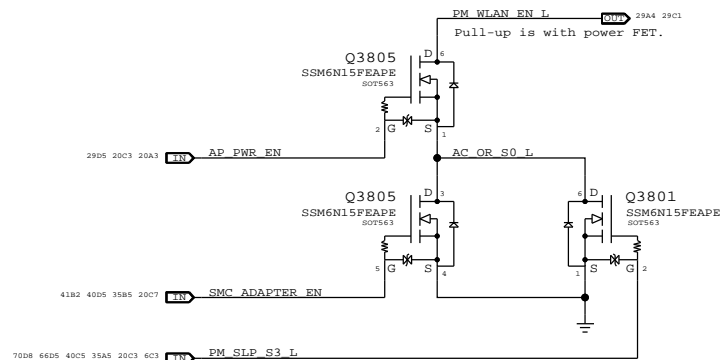 PM_WLAN_EN_L OUT 29A4 29C1
Pull-up is with power FET.
Q3805
SSM6N15FEAPE
SOT563
D 6
2 G S 1
29D5 20C3 20A3 IN AP_PWR_EN
AC_OR_S0_L
Q3805
SSM6N15FEAPE
SOT563
D 3
5 G S 4
6 D
Q3801
SSM6N15FEAPE
SOT563
1 S G 2
41B2 40D5 35B5 20C7 IN SMC_ADAPTER_EN
70D8 66D5 40C5 35A5 20C3 6C3 IN PM_SLP_S3_L